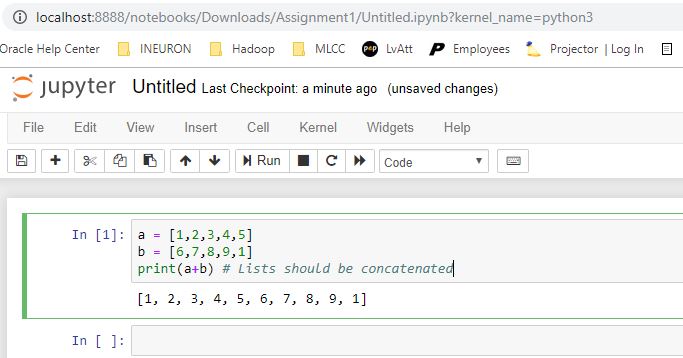 localhost:8888/notebooks/Downloads/Assignment1/Untitled.ipynb?kernel_name=python3
Oracle Help Center INEURON Hadoop MLCC pep LvAtt P Employees Projector | Log In
jupyter Untitled Last Checkpoint: a minute ago (unsaved changes)
File Edit View Insert Cell Kernel Widgets Help
Run Code
In [1]: a = [1,2,3,4,5]
b = [6,7,8,9,1]
print(a+b) # Lists should be concatenated
[1, 2, 3, 4, 5, 6, 7, 8, 9, 1]
In [ ]: